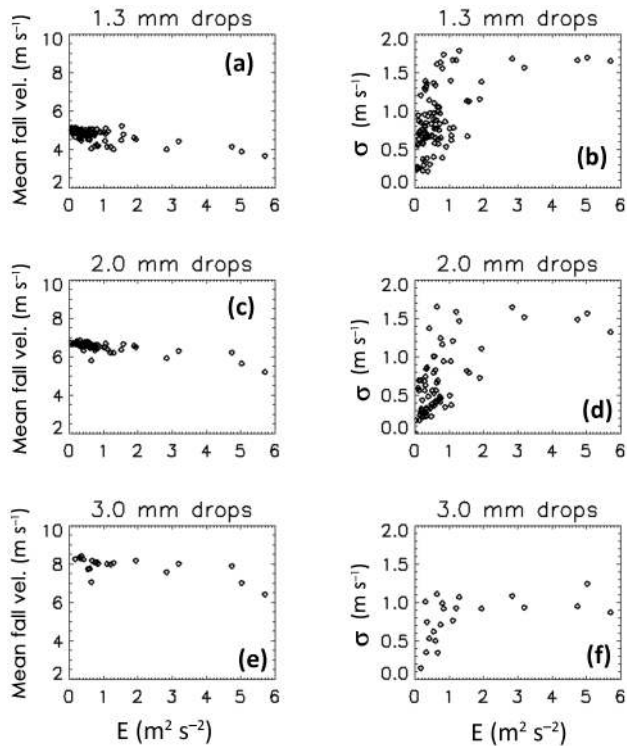 1.3 mm drops
Mean fall vel. (m s⁻¹)
10
8
6
4
2
(a)
0 1 2 3 4 5 6
1.3 mm drops
σ (m s⁻¹)
2.0
1.5
1.0
0.5
0.0
(b)
0 1 2 3 4 5 6
2.0 mm drops
Mean fall vel. (m s⁻¹)
10
8
6
4
2
(c)
0 1 2 3 4 5 6
2.0 mm drops
σ (m s⁻¹)
2.0
1.5
1.0
0.5
0.0
(d)
0 1 2 3 4 5 6
3.0 mm drops
Mean fall vel. (m s⁻¹)
10
8
6
4
2
(e)
0 1 2 3 4 5 6
E (m² s⁻²)
3.0 mm drops
σ (m s⁻¹)
2.0
1.5
1.0
0.5
0.0
(f)
0 1 2 3 4 5 6
E (m² s⁻²)